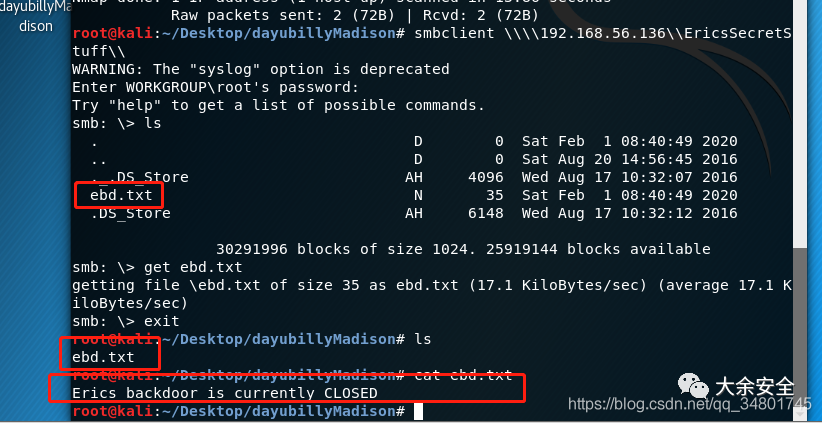 dayubillyMa
dison
Nmap done: 1 IP address (1 host up) scanned in 13.66 seconds
Raw packets sent: 2 (72B) | Rcvd: 2 (72B)
root@kali:~/Desktop/dayubillyMadison# smbclient \\\\192.168.56.136\\EricsSecretS
tuff\\
WARNING: The "syslog" option is deprecated
Enter WORKGROUP\root's password:
Try "help" to get a list of possible commands.
smb: \> ls
. D 0 Sat Feb 1 08:40:49 2020
.. D 0 Sat Aug 20 14:56:45 2016
._.DS_Store AH 4096 Wed Aug 17 10:32:07 2016
ebd.txt N 35 Sat Feb 1 08:40:49 2020
.DS_Store AH 6148 Wed Aug 17 10:32:12 2016
30291996 blocks of size 1024. 25919144 blocks available
smb: \> get ebd.txt
getting file \ebd.txt of size 35 as ebd.txt (17.1 KiloBytes/sec) (average 17.1 K
iloBytes/sec)
smb: \> exit
root@kali:~/Desktop/dayubillyMadison# ls
ebd.txt
root@kali:~/Desktop/dayubillyMadison# cat ebd.txt
Erics backdoor is currently CLOSED
root@kali:~/Desktop/dayubillyMadison#
大余安全
https://blog.csdn.net/qq_34801745